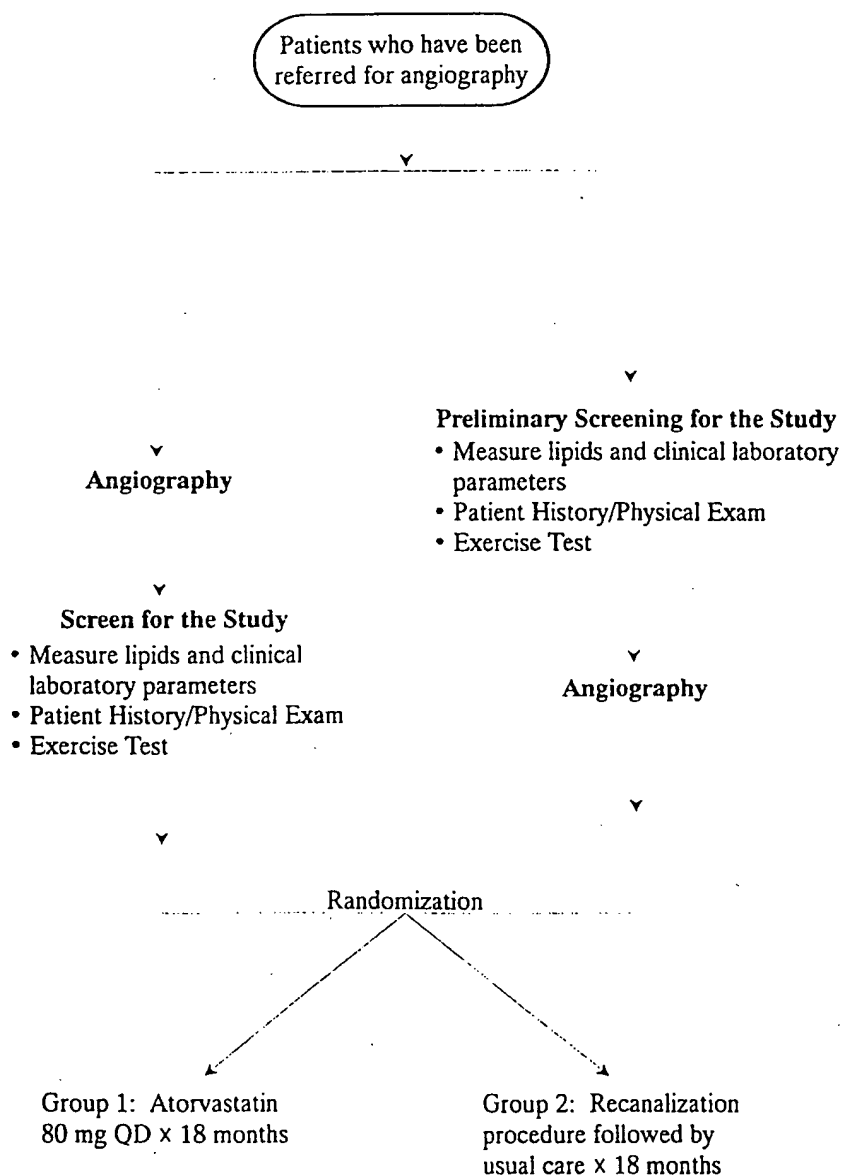 Patients who have been
referred for angiography
Angiography
Screen for the Study
• Measure lipids and clinical
laboratory parameters
• Patient History/Physical Exam
• Exercise Test
Preliminary Screening for the Study
• Measure lipids and clinical laboratory
parameters
• Patient History/Physical Exam
• Exercise Test
Angiography
Randomization
Group 1: Atorvastatin
80 mg QD × 18 months
Group 2: Recanalization
procedure followed by
usual care × 18 months